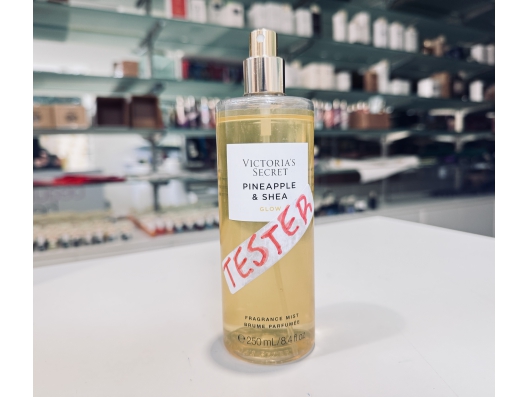 VICTORIA'S
SECRET
PINEAPPLE
& SHEA
GLOW
TESTER
FRAGRANCE MIST
BRUME PARFUMÉE
℮ 250 mL / 8.4 fl oz